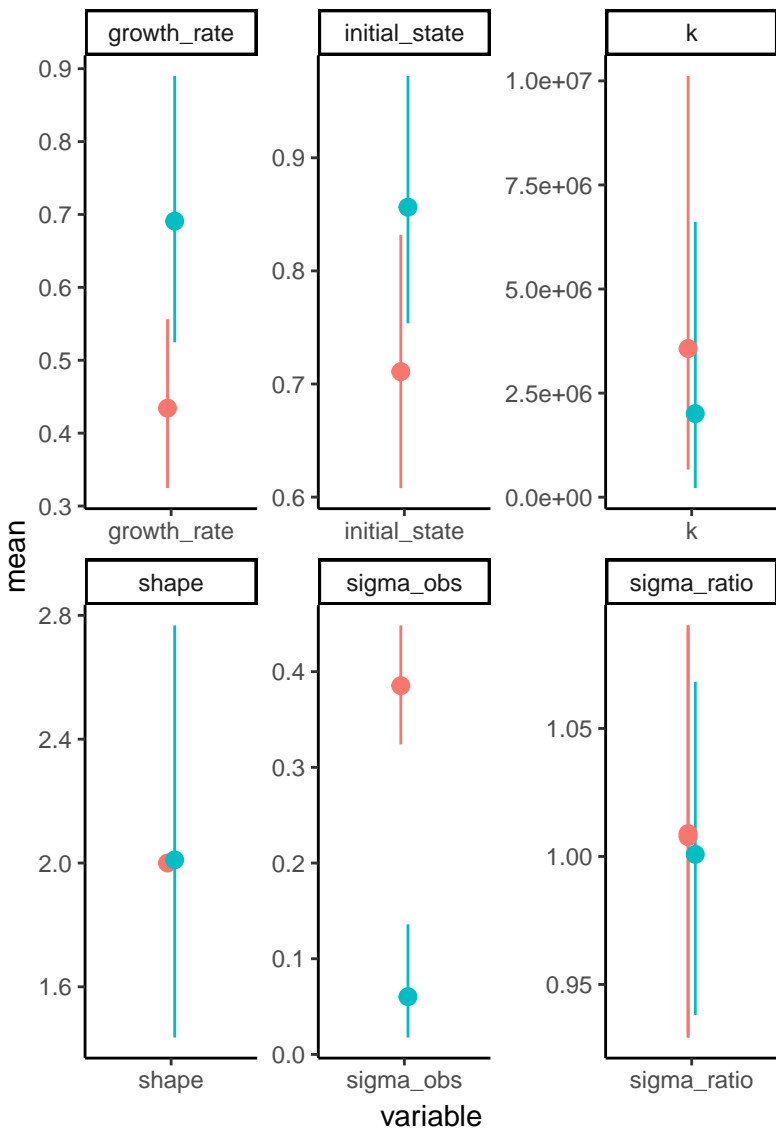 growth_rate
initial_state
k
0.9
0.8
0.7
0.6
0.5
0.4
0.3
0.9
0.8
0.7
0.6
1.0e+07
7.5e+06
5.0e+06
2.5e+06
0.0e+00
growth_rate
initial_state
k
mean
shape
sigma_obs
sigma_ratio
2.8
2.4
2.0
1.6
0.4
0.3
0.2
0.1
0.0
1.05
1.00
0.95
shape
sigma_obs
sigma_ratio
variable